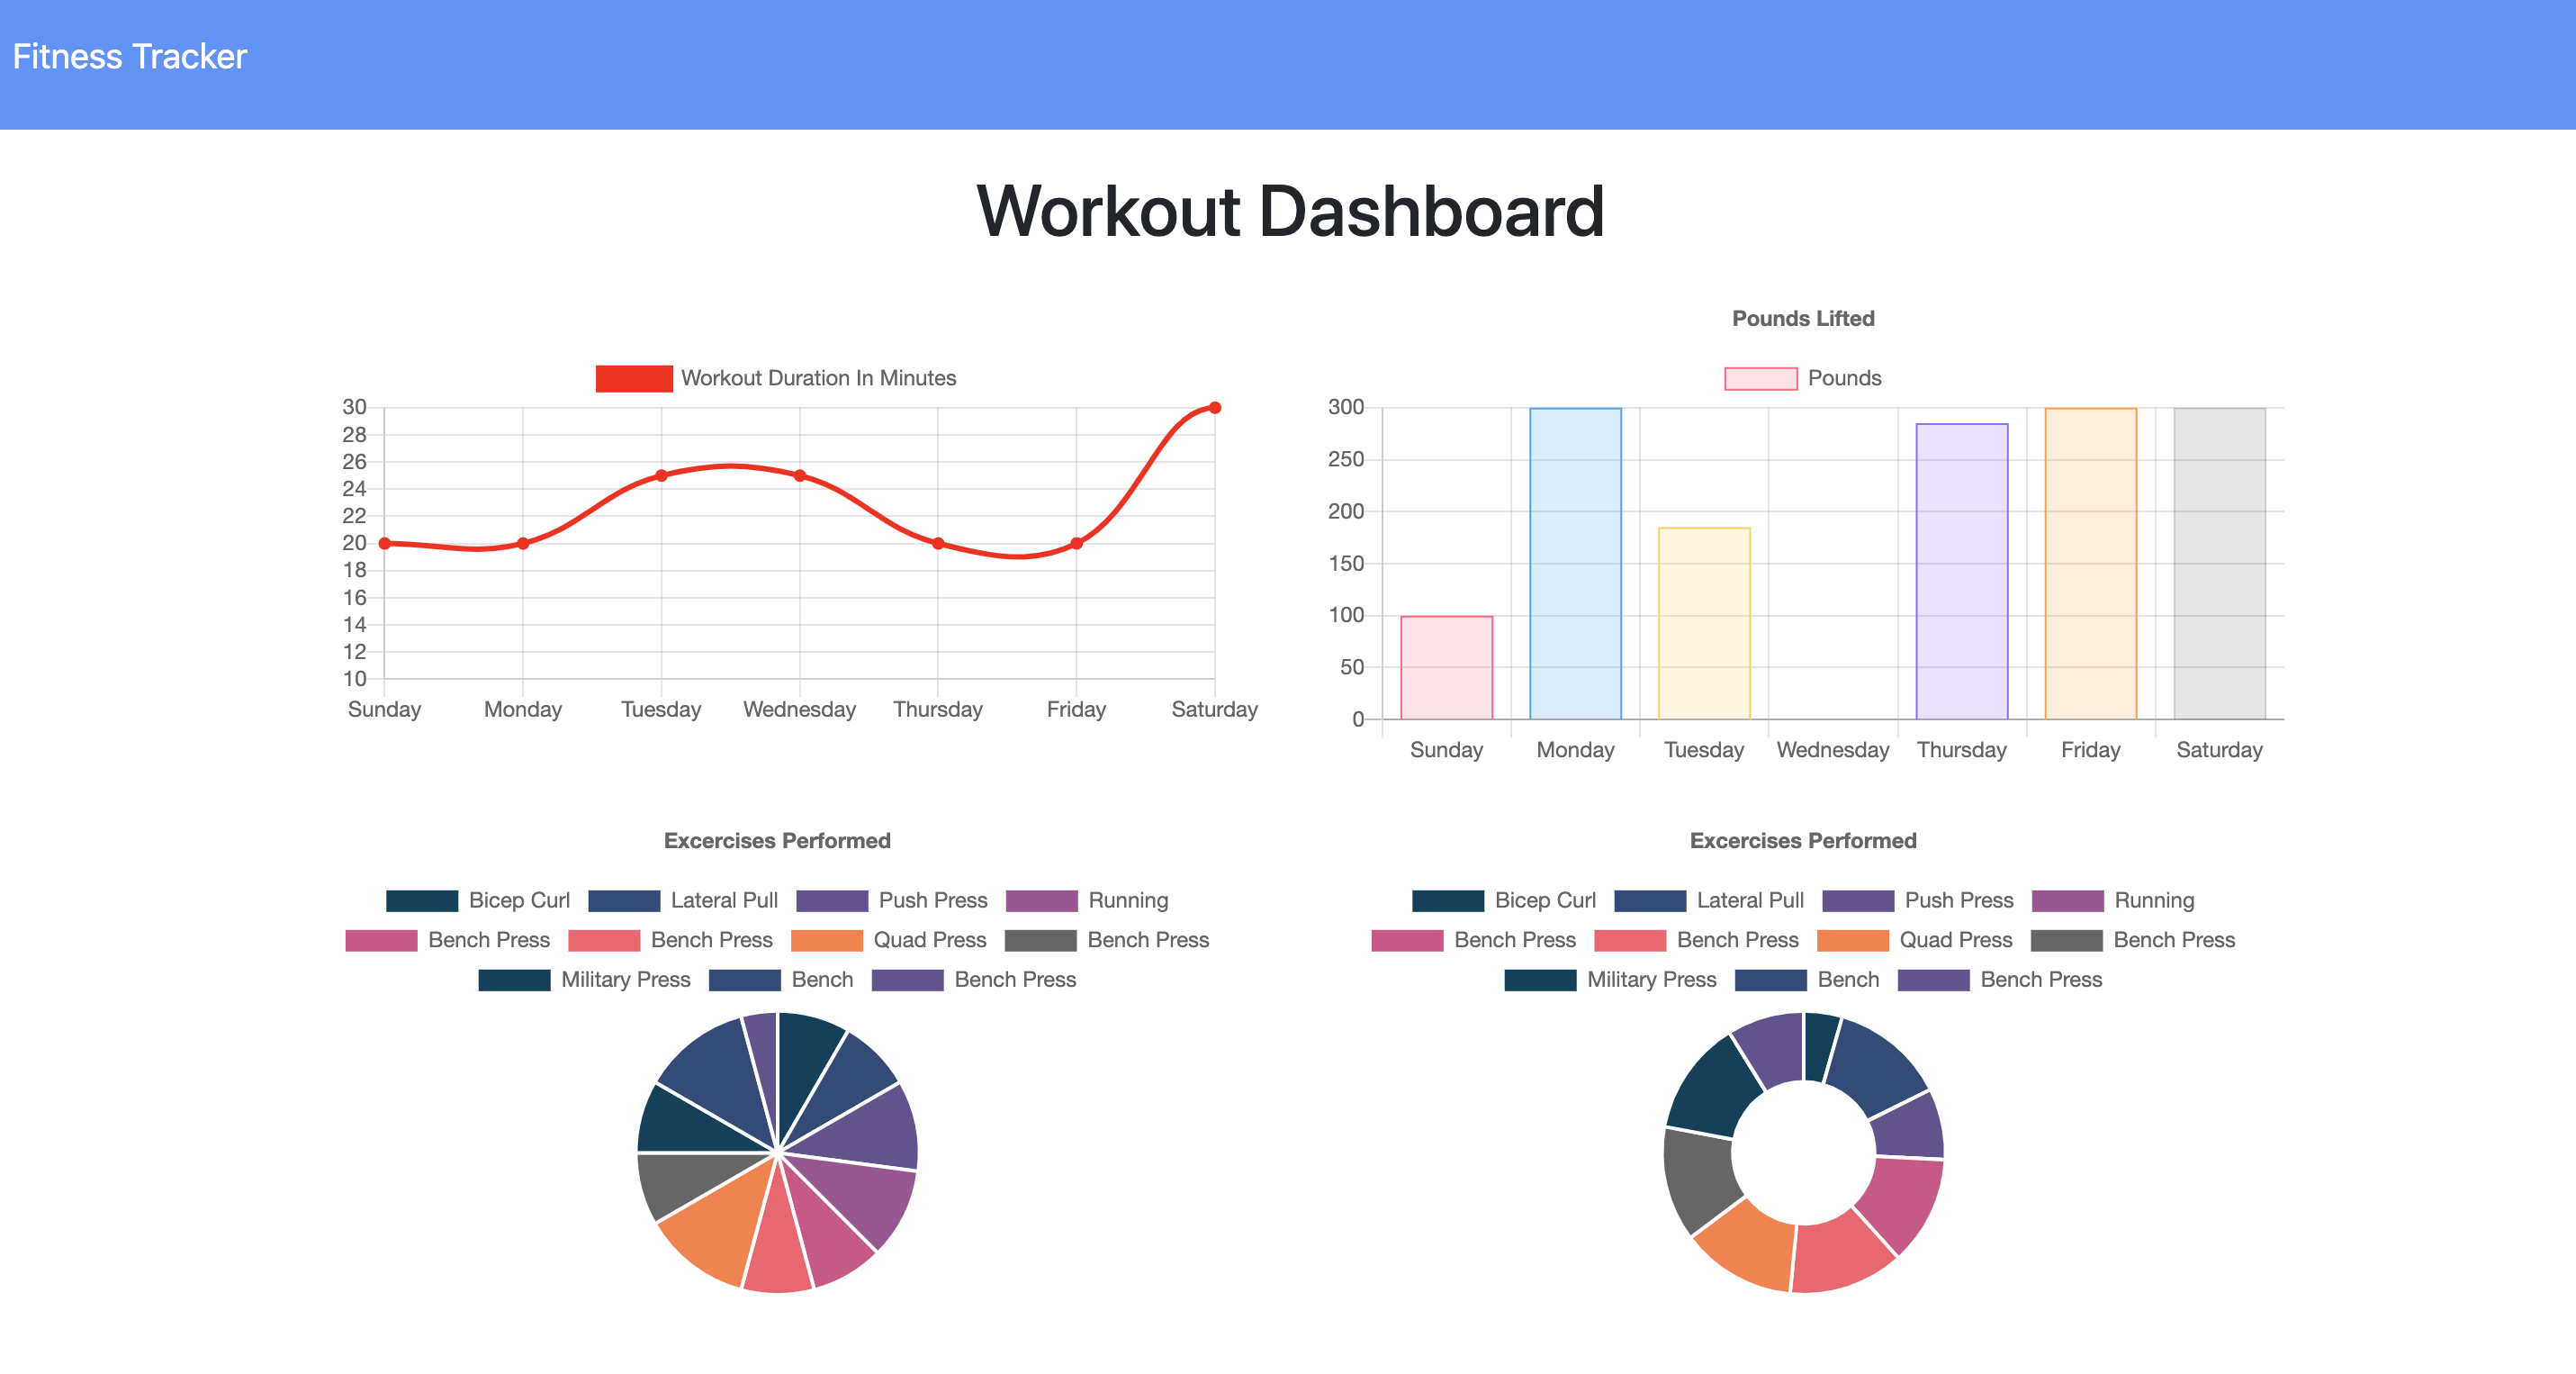 Fitness Tracker
Workout Dashboard
Workout Duration In Minutes
30
28
26
24
22
20
18
16
14
12
10
Sunday Monday Tuesday Wednesday Thursday Friday Saturday
Pounds Lifted
Pounds
300
250
200
150
100
50
0
Sunday Monday Tuesday Wednesday Thursday Friday Saturday
Excercises Performed
Bicep Curl Lateral Pull Push Press Running
Bench Press Bench Press Quad Press Bench Press
Military Press Bench Bench Press
Excercises Performed
Bicep Curl Lateral Pull Push Press Running
Bench Press Bench Press Quad Press Bench Press
Military Press Bench Bench Press